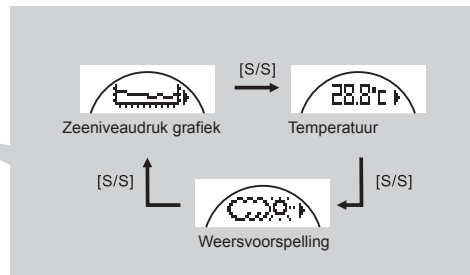 [S/S]
28.8°C
Zeeniveaudruk grafiek
Temperatuur
[S/S]
[S/S]
Weersvoorspelling